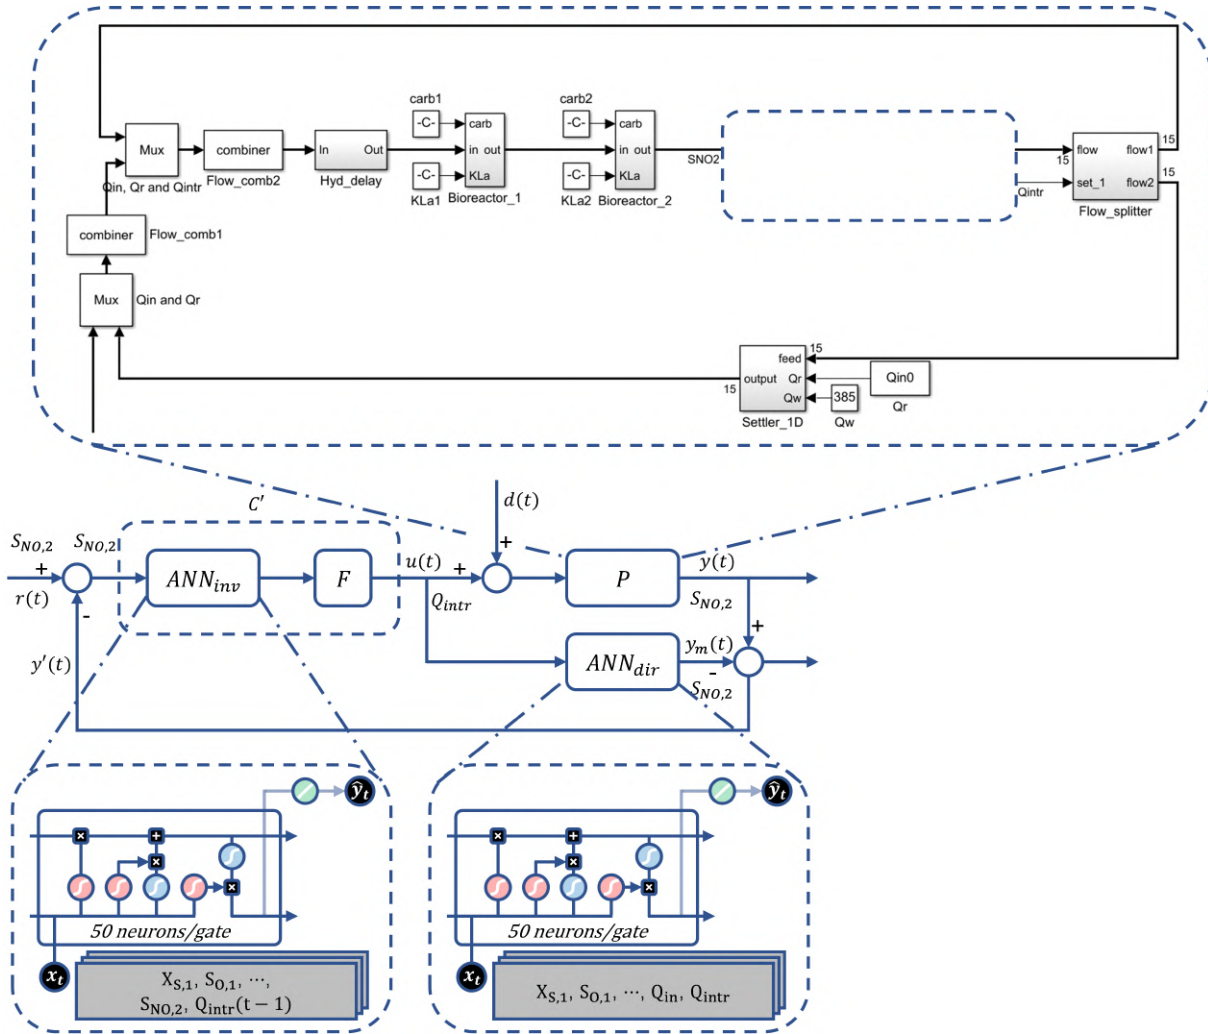 carb1
-C-
carb
in out
KLa
-C-
KLa1
Bioreactor_1
carb2
-C-
carb
in out
KLa
-C-
KLa2
Bioreactor_2
SNO2
Mux
Qin, Qr and Qintr
combiner
Flow_comb2
In Out
Hyd_delay
15
Qintr
flow flow1
set_1 flow2
Flow_splitter
15
15
combiner
Flow_comb1
Mux
Qin and Qr
15
feed
output Qr
Qw
15
Settler_1D
385
Qw
Qin0
Qr
C′
d(t)
+
S_NO,2
+
r(t)
S_NO,2
-
y′(t)
ANN_inv
F
u(t)
+
Q_intr
P
y(t)
S_NO,2
+
ANN_dir
y_m(t)
-
S_NO,2
ŷ_t
× + ×
×
50 neurons/gate
x_t
X_S,1, S_O,1, ⋯,
S_NO,2, Q_intr(t − 1)
ŷ_t
× + ×
×
50 neurons/gate
x_t
X_S,1, S_O,1, ⋯, Q_in, Q_intr